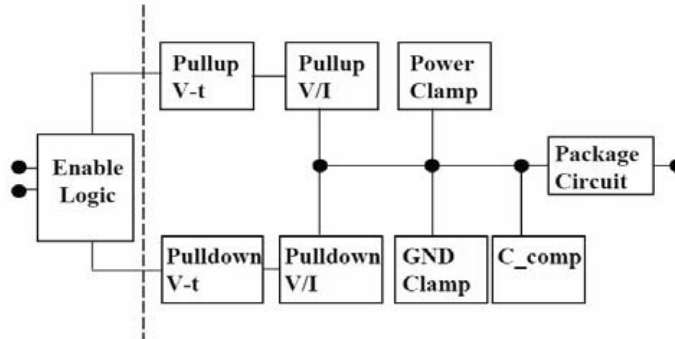 Pullup
V-t
Pullup
V/I
Power
Clamp
Enable
Logic
Package
Circuit
Pulldown
V-t
Pulldown
V/I
GND
Clamp
C_comp